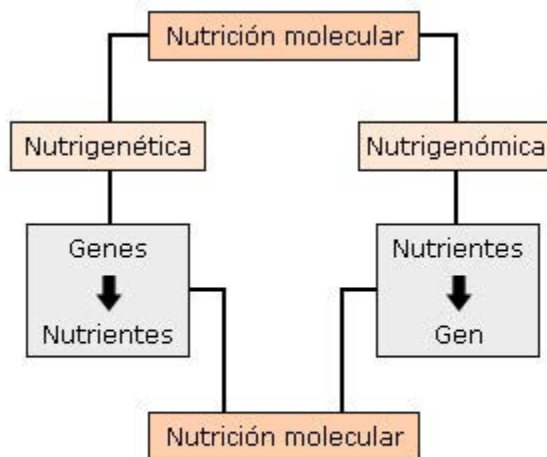 Nutrición molecular
Nutrigenética
Nutrigenómica
Genes
Nutrientes
Nutrientes
Gen
Nutrición molecular